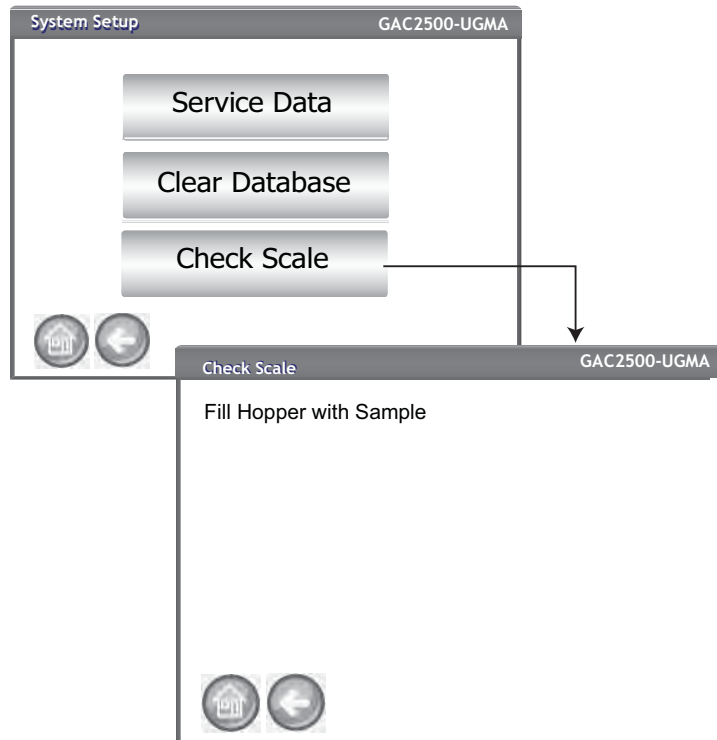 System Setup GAC2500-UGMA
Service Data
Clear Database
Check Scale
Check Scale GAC2500-UGMA
Fill Hopper with Sample